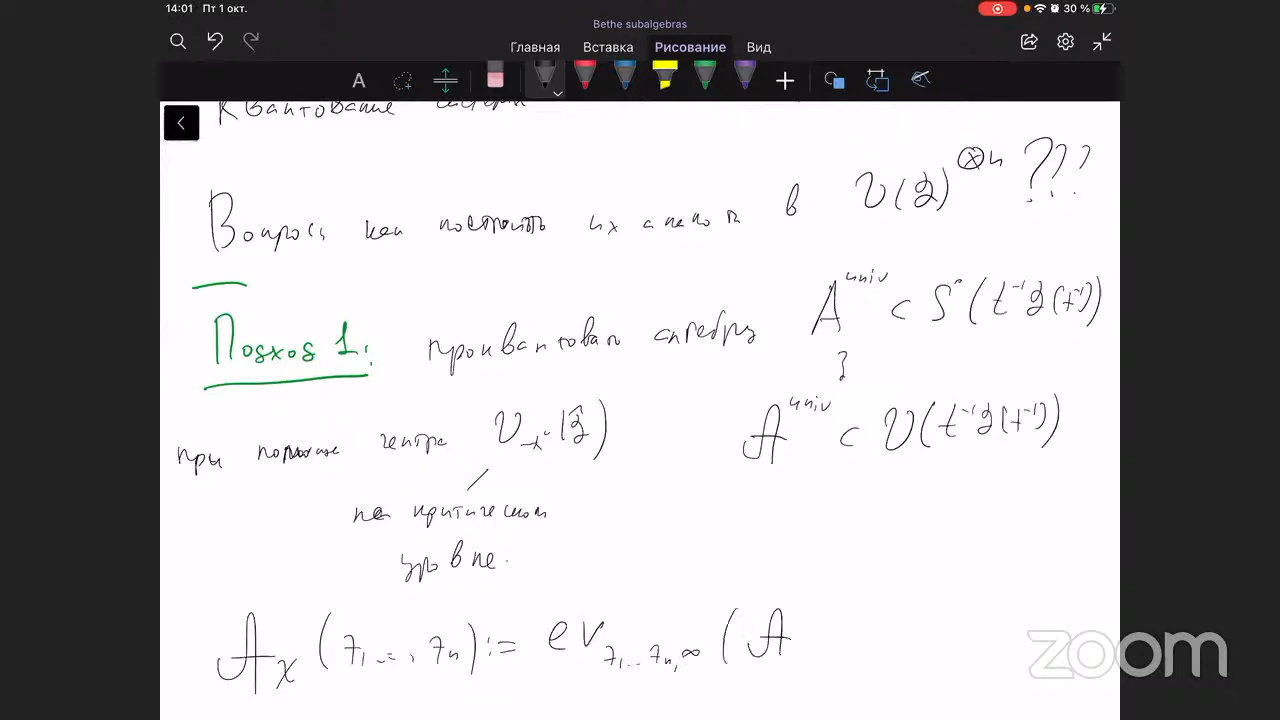 14:01 Пт 1 окт. 30 %
Bethe subalgebras
Главная Вставка Рисование Вид
Квантование
Вопрос: как построить их аналоги в U(g)^{⊗n} ???
Подход 1: проквантовать алгебру A^{univ} ⊂ S^•(t^{-1}g[t^{-1}])
при помощи центра U_{-x^•}(ĝ) 𝒜^{univ} ⊂ U(t^{-1}g[t^{-1}])
на критическом
уровне.
𝒜_χ(z_1,...,z_n) := ev_{z_1...z_n,∞}(𝒜
zoom